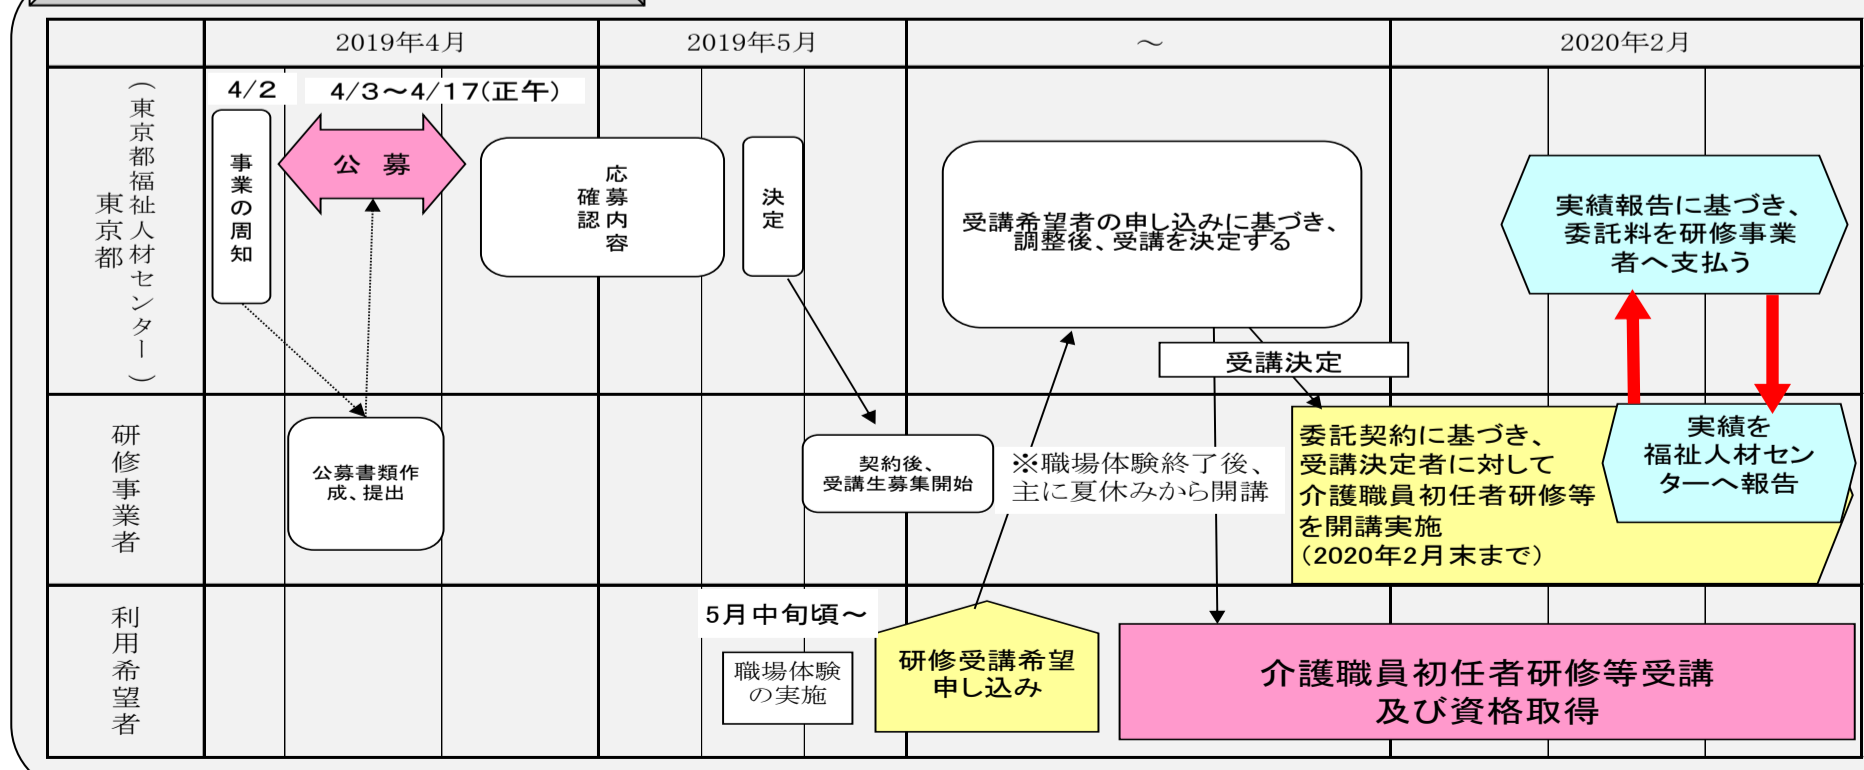 2019年4月
2019年5月
～
2020年2月
東京都
（東京都福祉人材センター）
4/2
4/3～4/17(正午)
事業の周知
公　募
応募内容
確認
決定
受講希望者の申し込みに基づき、
調整後、受講を決定する
実績報告に基づき、
委託料を研修事業
者へ支払う
受講決定
研修事業者
公募書類作
成、提出
契約後、
受講生募集開始
※職場体験終了後、
主に夏休みから開講
委託契約に基づき、
受講決定者に対して
介護職員初任者研修等
を開講実施
（2020年2月末まで）
実績を
福祉人材セン
ターへ報告
利用希望者
5月中旬頃～
職場体験
の実施
研修受講希望
申し込み
介護職員初任者研修等受講
及び資格取得